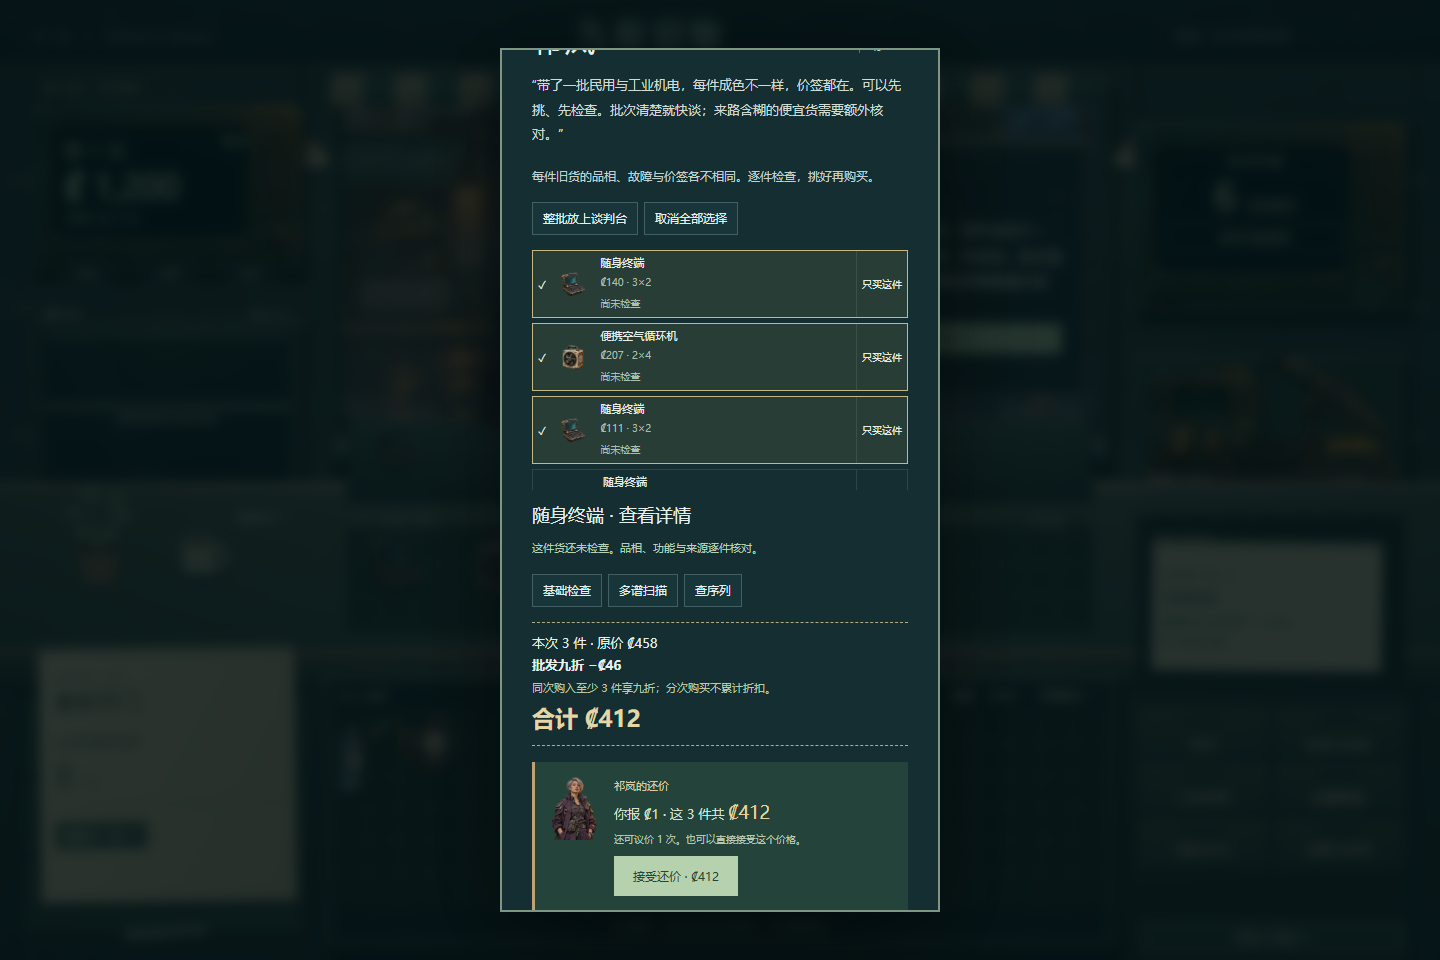 “带了一批民用与工业机电，每件成色不一样，价签都在。可以先
挑、先检查。批次清楚就快谈；来路含糊的便宜货需要额外核
对。”
每件旧货的品相、故障与价签各不相同。逐件检查，挑好再购买。
整批放上谈判台
取消全部选择
✓
随身终端
₡140 · 3×2
尚未检查
只买这件
✓
便携空气循环机
₡207 · 2×4
尚未检查
只买这件
✓
随身终端
₡111 · 3×2
尚未检查
只买这件
随身终端
随身终端 · 查看详情
这件货还未检查。品相、功能与来源逐件核对。
基础检查
多谱扫描
查序列
本次 3 件 · 原价 ₡458
批发九折 −₡46
同次购入至少 3 件享九折；分次购买不累计折扣。
合计 ₡412
祁岚的还价
你报 ₡1 · 这 3 件共 ₡412
还可议价 1 次。也可以直接接受这个价格。
接受还价 · ₡412